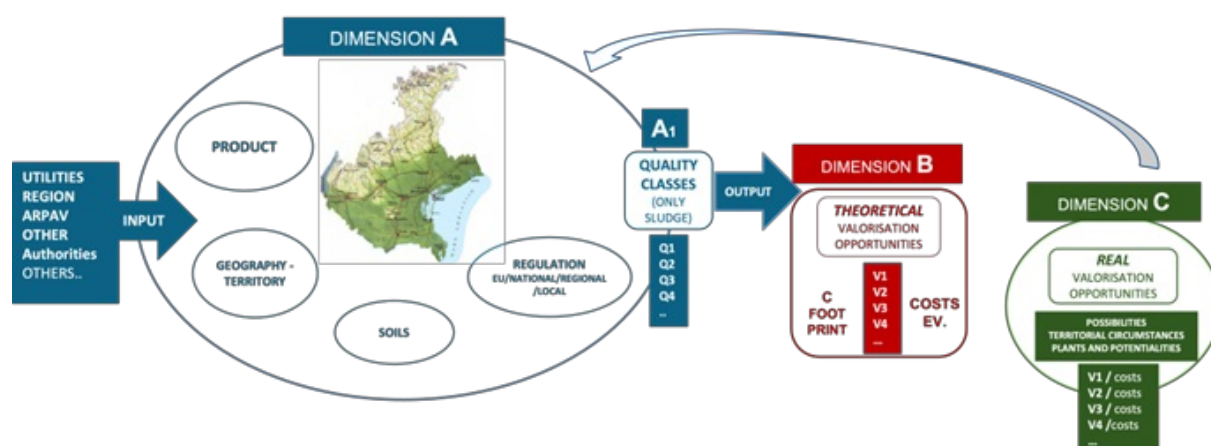 DIMENSION A
PRODUCT
UTILITIES
REGION
ARPAV
OTHER
Authorities
OTHERS..
INPUT
GEOGRAPHY -
TERRITORY
SOILS
REGULATION
EU/NATIONAL/REGIONAL
/LOCAL
A1
QUALITY
CLASSES
(ONLY
SLUDGE)
Q1
Q2
Q3
Q4
..
OUTPUT
DIMENSION B
THEORETICAL
VALORISATION
OPPORTUNITIES
C
FOOT
PRINT
V1
V2
V3
V4
...
COSTS
EV.
DIMENSION C
REAL
VALORISATION
OPPORTUNITIES
POSSIBILITIES
TERRITORIAL CIRCUMSTANCES
PLANTS AND POTENTIALITIES
V1 / costs
V2 / costs
V3 / costs
V4 /costs
...